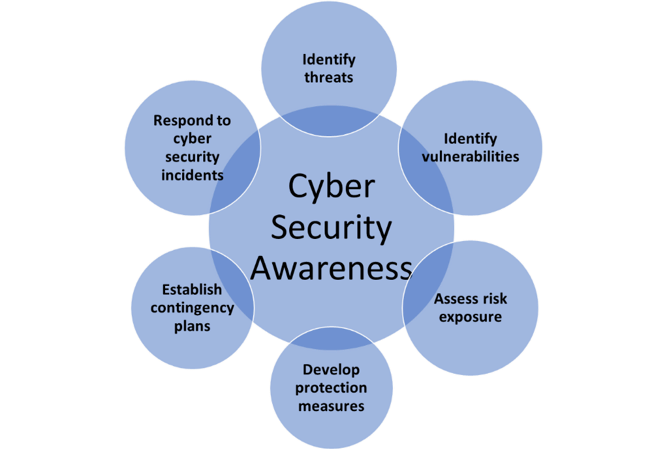 Identify
threats
Identify
vulnerabilities
Assess risk
exposure
Develop
protection
measures
Establish
contingency
plans
Respond to
cyber
security
incidents
Cyber
Security
Awareness